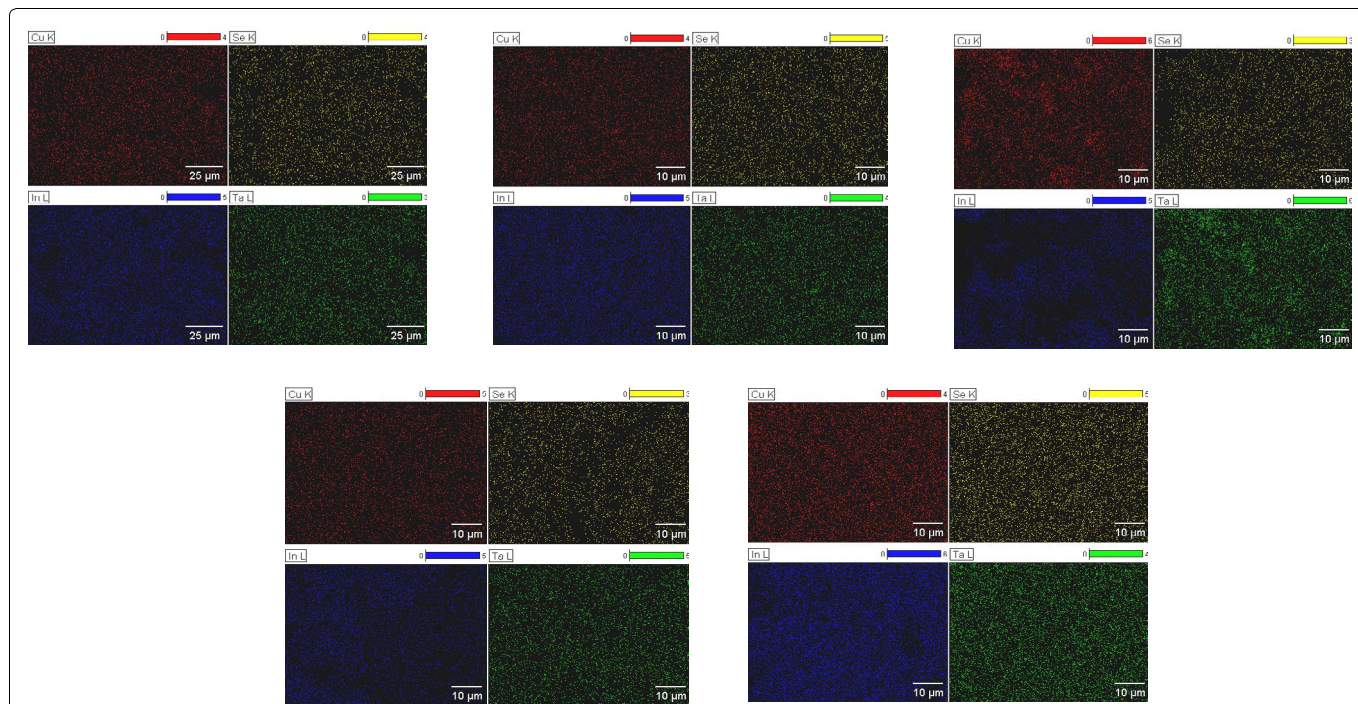 Cu K 0 4 Se K 0 4
25 µm 25 µm
In L 0 5 Ta L 0 3
25 µm 25 µm
Cu K 0 4 Se K 0 5
10 µm 10 µm
In L 0 5 Ta L 0 4
10 µm 10 µm
Cu K 0 6 Se K 0 3
10 µm 10 µm
In L 0 5 Ta L 0 6
10 µm 10 µm
Cu K 0 5 Se K 0 3
10 µm 10 µm
In L 0 5 Ta L 0 5
10 µm 10 µm
Cu K 0 4 Se K 0 5
10 µm 10 µm
In L 0 6 Ta L 0 4
10 µm 10 µm